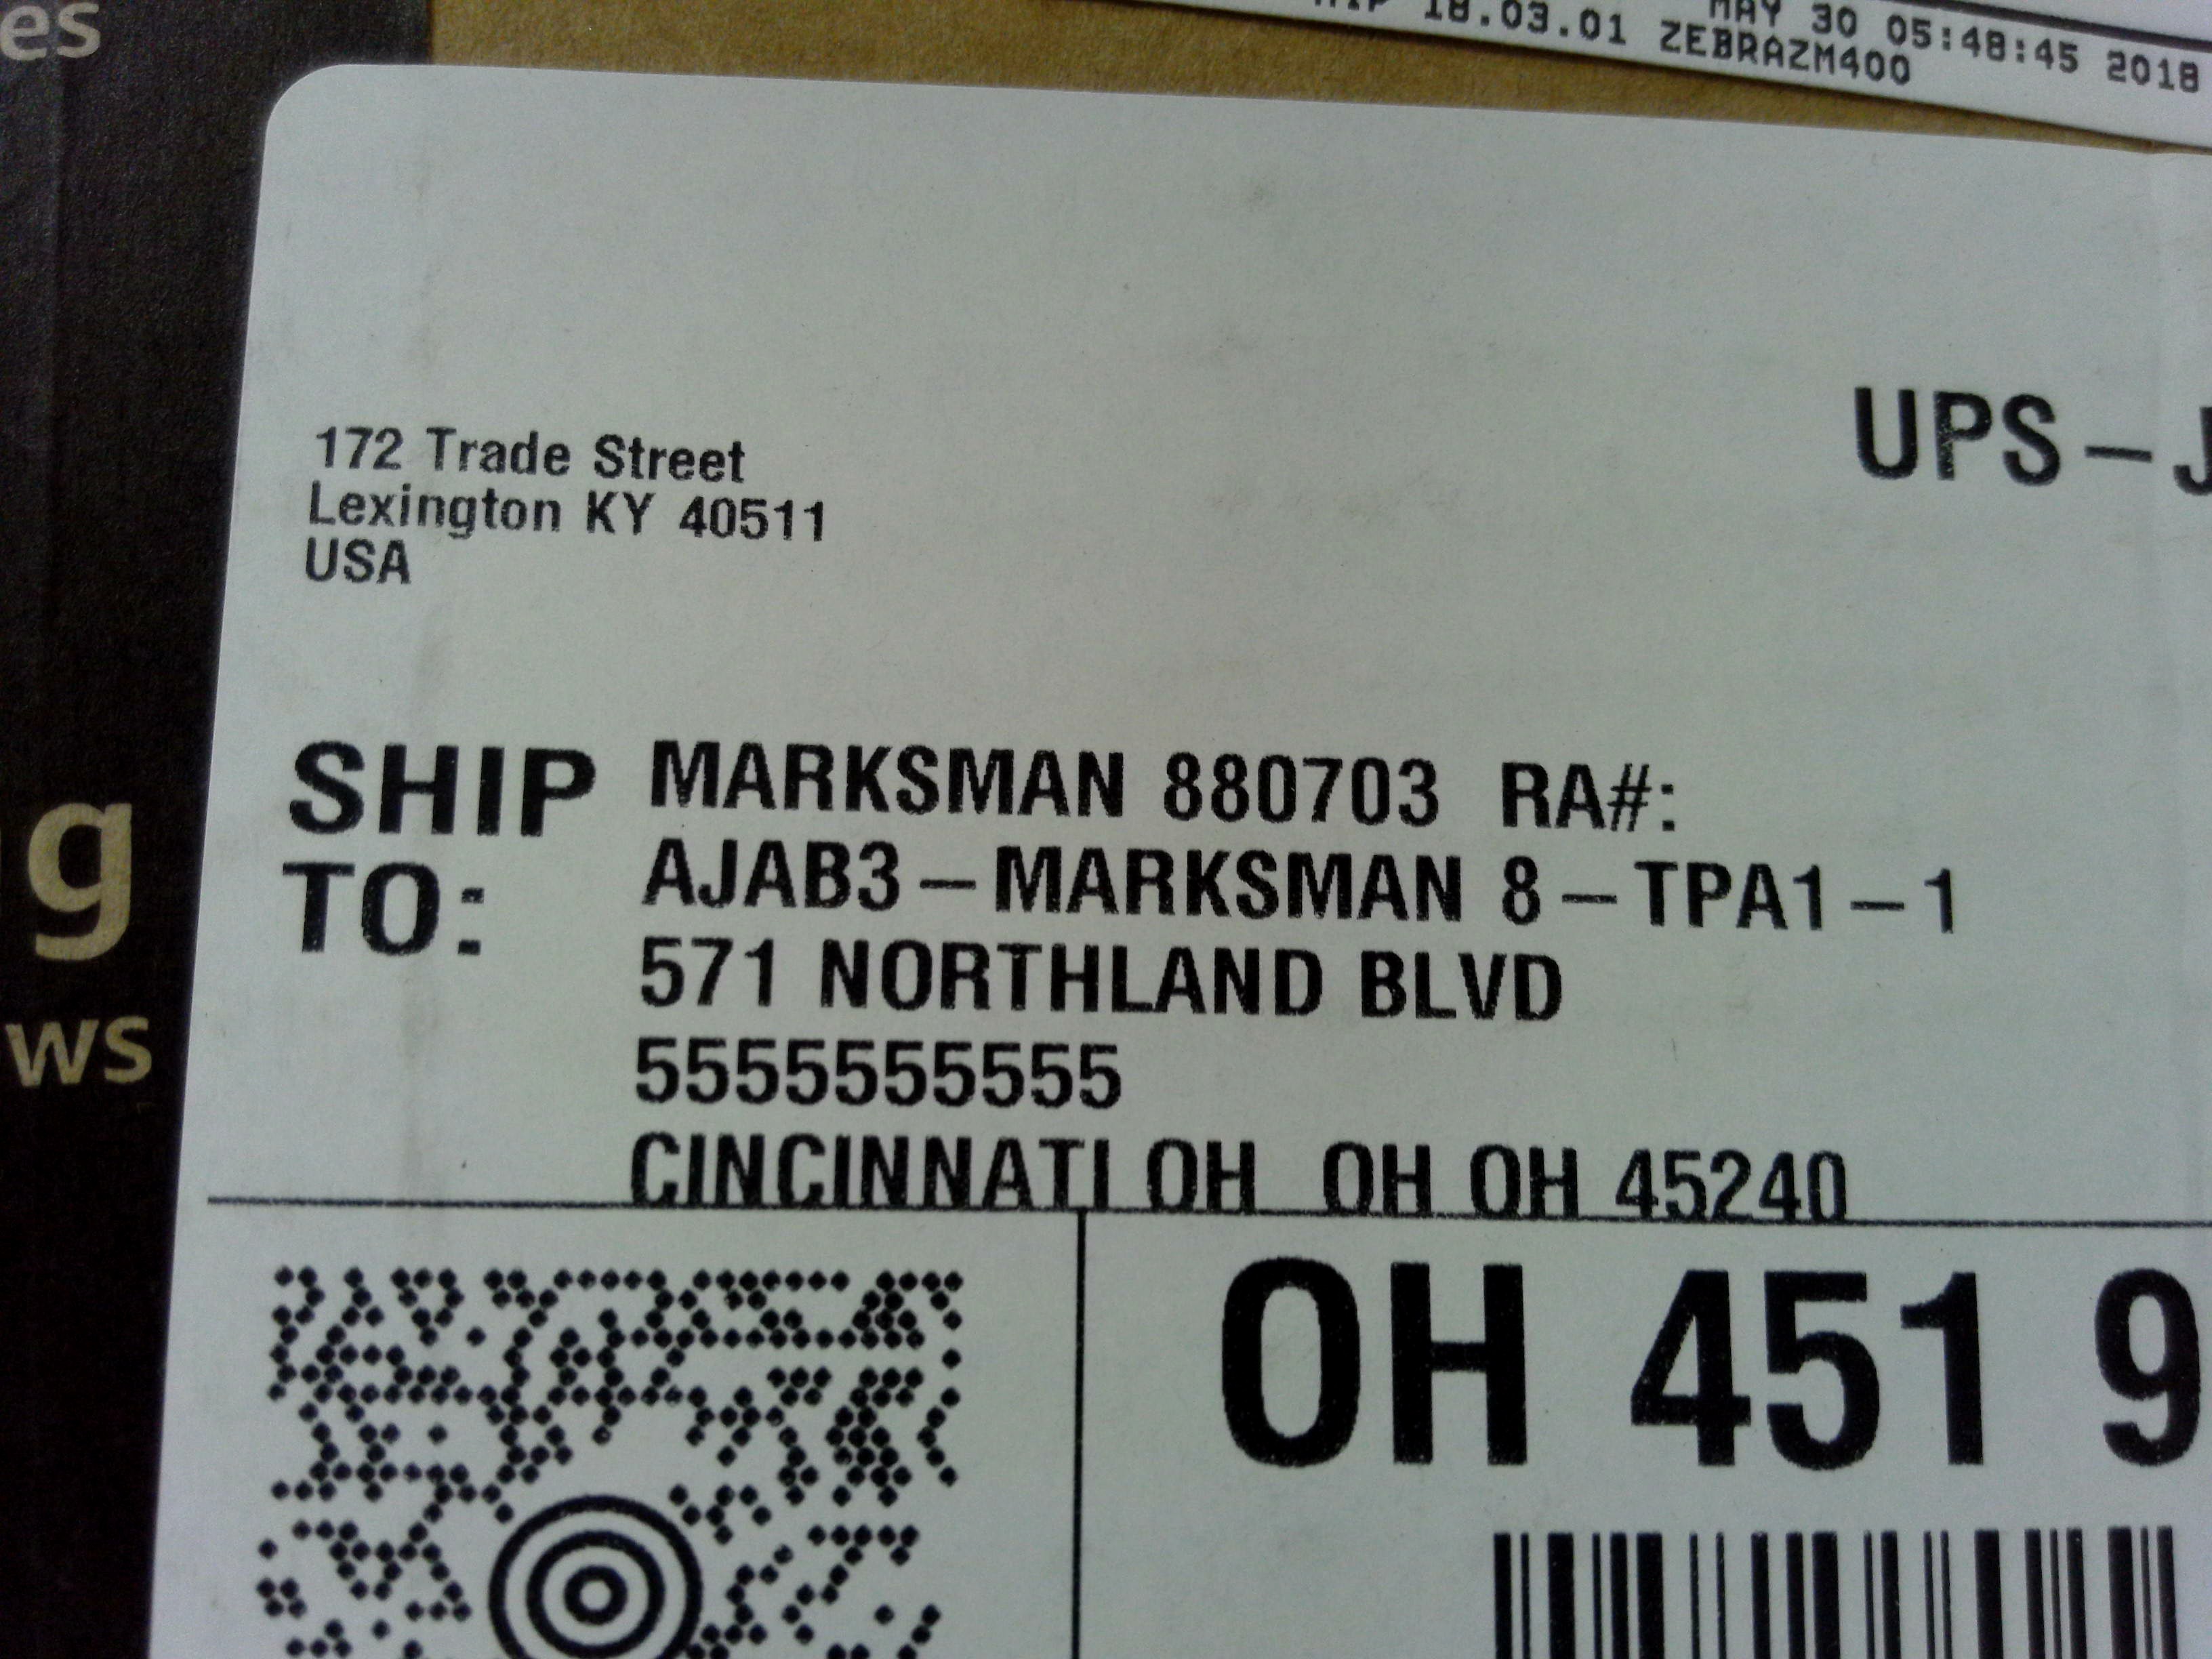 es
MAY 30 05:48:45 2018
18.03.01 ZEBRAZM400
UPS-J
172 Trade Street
Lexington KY 40511
USA
SHIP TO:
MARKSMAN 880703 RA#:
AJAB3-MARKSMAN 8-TPA1-1
571 NORTHLAND BLVD
5555555555
CINCINNATI OH OH OH 45240
g
ws
OH 451 9